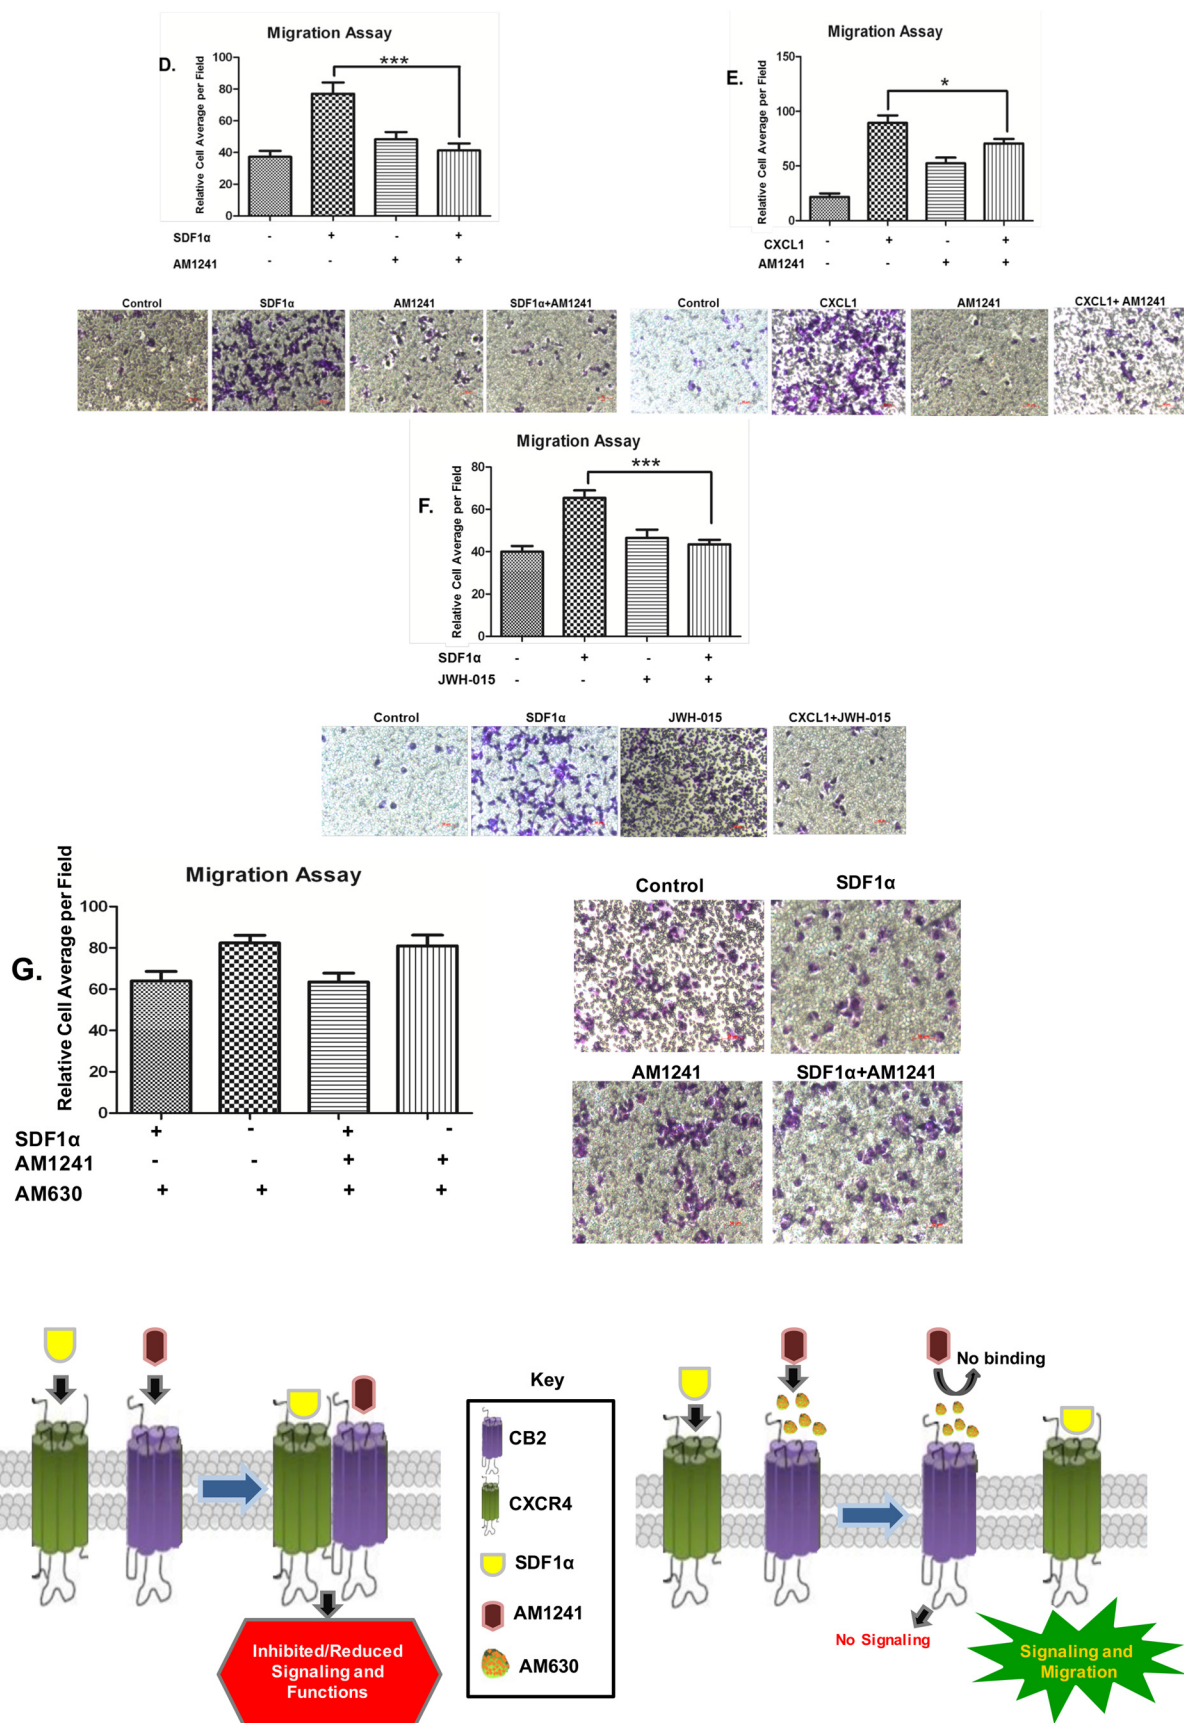 D.
Migration Assay
Relative Cell Average per Field
100
80
60
40
20
0
***
SDF1α - + - +
AM1241 - - + +
E.
Migration Assay
Relative Cell Average per Field
150
100
50
0
*
CXCL1 - + - +
AM1241 - - + +
Control SDF1α AM1241 SDF1α+AM1241
Control CXCL1 AM1241 CXCL1+ AM1241
F.
Migration Assay
Relative Cell Average per Field
80
60
40
20
0
***
SDF1α - + - +
JWH-015 - - + +
Control SDF1α JWH-015 CXCL1+JWH-015
G.
Migration Assay
Relative Cell Average per Field
100
80
60
40
20
0
SDF1α + - + -
AM1241 - - + +
AM630 + + + +
Control SDF1α
AM1241 SDF1α+AM1241
Inhibited/Reduced
Signaling and
Functions
Key
CB2
CXCR4
SDF1α
AM1241
AM630
No binding
No Signaling
Signaling and
Migration